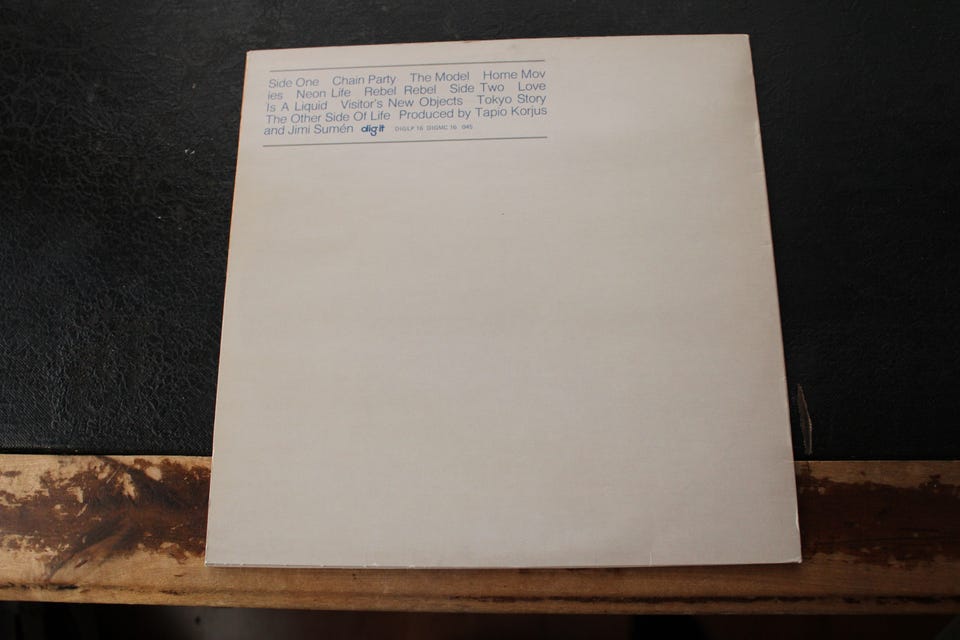 Side One Chain Party The Model Home Mov
ies Neon Life Rebel Rebel Side Two Love
Is A Liquid Visitor's New Objects Tokyo Story
The Other Side Of Life Produced by Tapio Korjus
and Jimi Sumén digit DIGLP 16 DIGMC 16 045